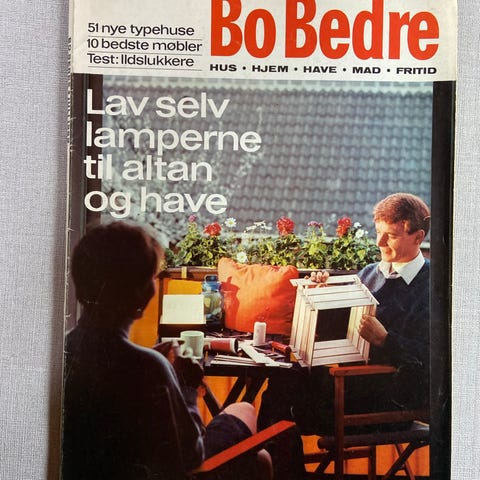 51 nye typehuse
10 bedste møbler
Test: Ildslukkere
Bo Bedre
HUS • HJEM • HAVE • MAD • FRITID
Lav selv
lamperne
til altan
og have